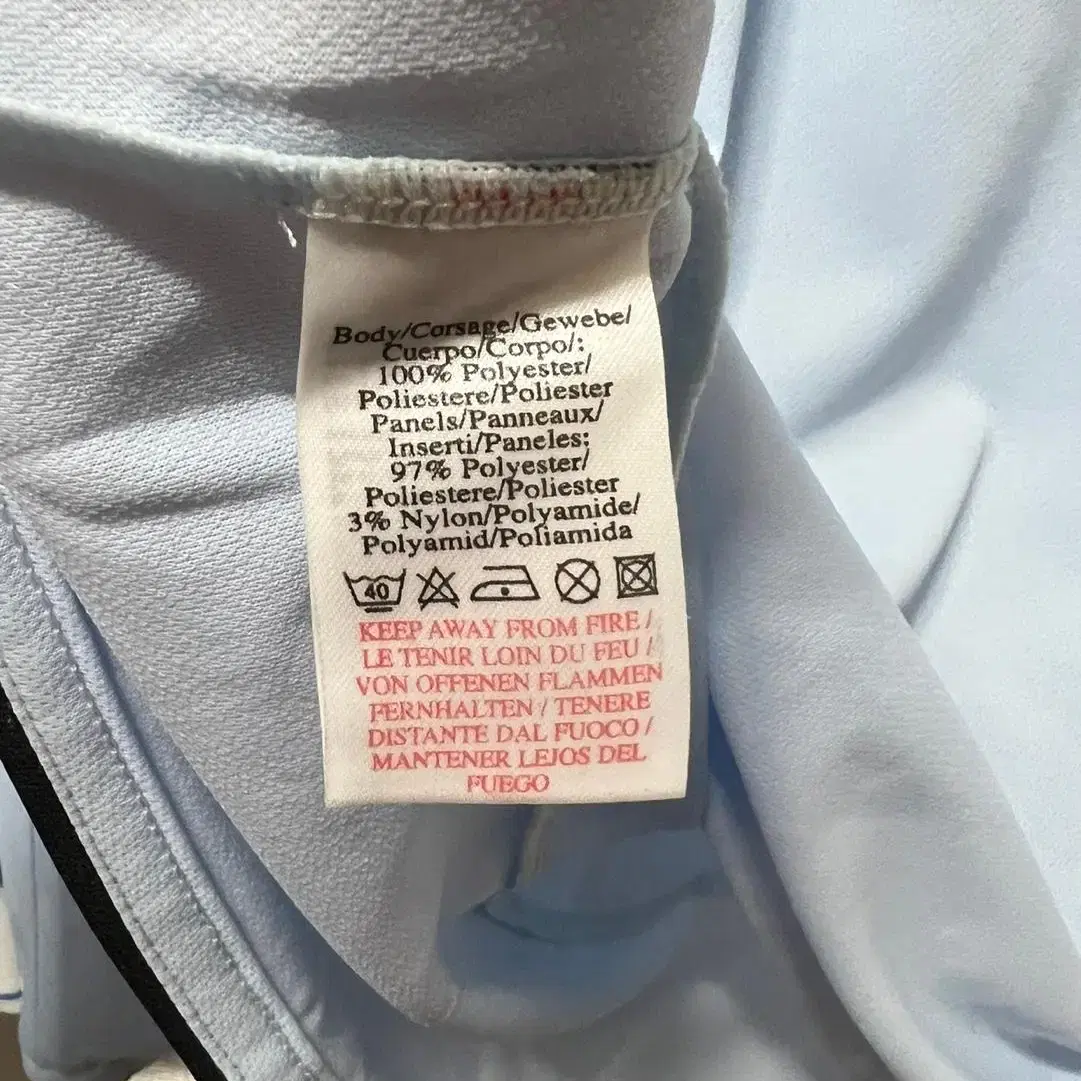 Body/Corsage/Gewebe/
Cuerpo/Corpo/:
100% Polyester/
Poliestere/Poliester
Panels/Panneaux/
Inserti/Paneles:
97% Polyester/
Poliestere/Poliester
3% Nylon/Polyamide/
Polyamid/Poliamida
40
KEEP AWAY FROM FIRE /
LE TENIR LOIN DU FEU /
VON OFFENEN FLAMMEN
FERNHALTEN / TENERE
DISTANTE DAL FUOCO /
MANTENER LEJOS DEL
FUEGO